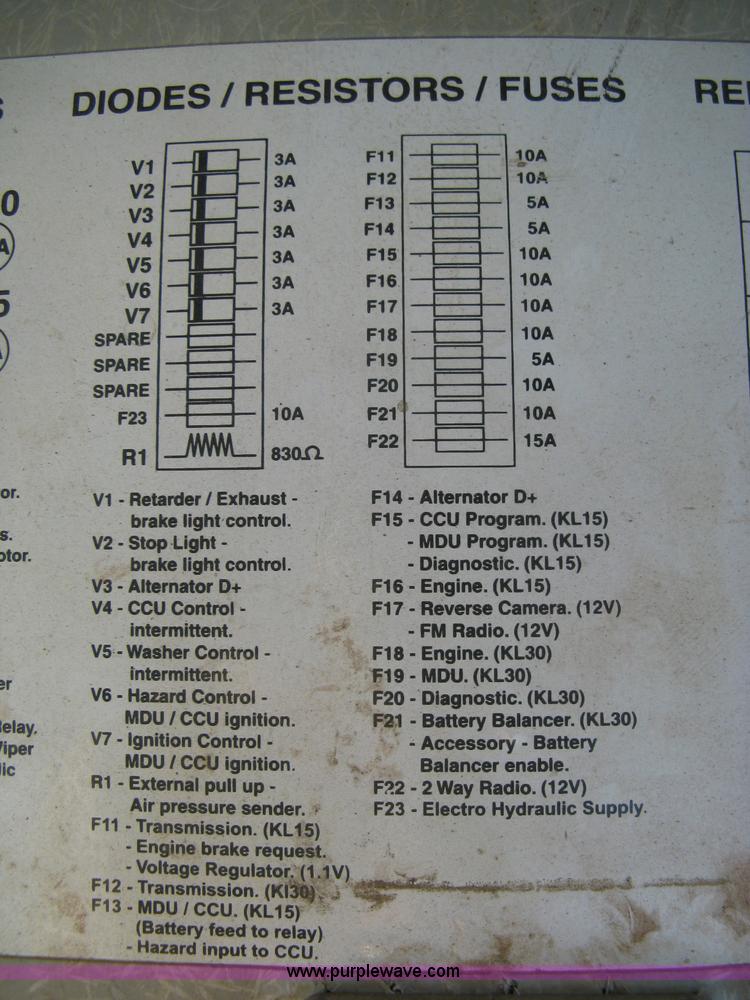 DIODES / RESISTORS / FUSES
V1 3A
V2 3A
V3 3A
V4 3A
V5 3A
V6 3A
V7 3A
SPARE
SPARE
SPARE
F23 10A
R1 830Ω
F11 10A
F12 10A
F13 5A
F14 5A
F15 10A
F16 10A
F17 10A
F18 10A
F19 5A
F20 10A
F21 10A
F22 15A
V1 - Retarder / Exhaust -
brake light control.
V2 - Stop Light -
brake light control.
V3 - Alternator D+
V4 - CCU Control -
intermittent.
V5 - Washer Control -
intermittent.
V6 - Hazard Control -
MDU / CCU ignition.
V7 - Ignition Control -
MDU / CCU ignition.
R1 - External pull up -
Air pressure sender.
F11 - Transmission. (KL15)
- Engine brake request.
- Voltage Regulator. (1.1V)
F12 - Transmission. (Kl30)
F13 - MDU / CCU. (KL15)
(Battery feed to relay)
- Hazard input to CCU.
F14 - Alternator D+
F15 - CCU Program. (KL15)
- MDU Program. (KL15)
- Diagnostic. (KL15)
F16 - Engine. (KL15)
F17 - Reverse Camera. (12V)
- FM Radio. (12V)
F18 - Engine. (KL30)
F19 - MDU. (KL30)
F20 - Diagnostic. (KL30)
F21 - Battery Balancer. (KL30)
- Accessory - Battery
Balancer enable.
F22 - 2 Way Radio. (12V)
F23 - Electro Hydraulic Supply.
www.purplewave.com